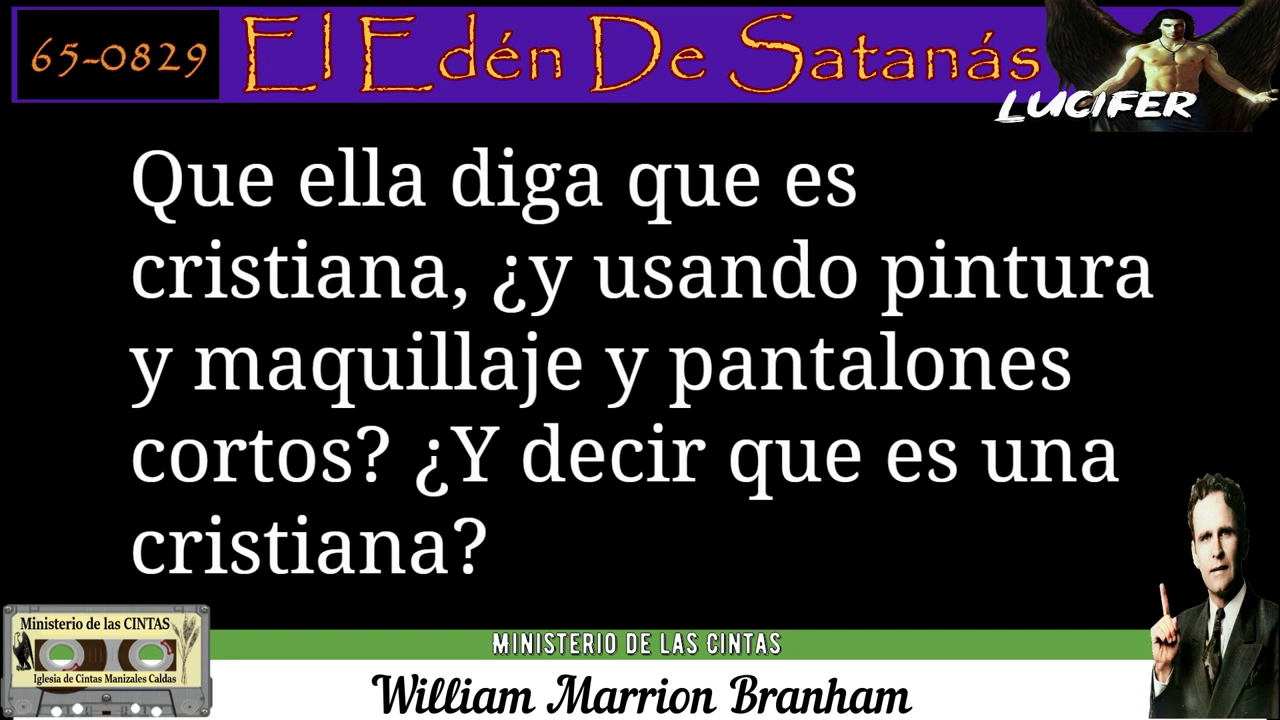 65-0829
El Edén De Satanás
LUCIFER
Que ella diga que es
cristiana, ¿y usando pintura
y maquillaje y pantalones
cortos? ¿Y decir que es una
cristiana?
Ministerio de las CINTAS
Iglesia de Cintas Manizales Caldas
MINISTERIO DE LAS CINTAS
William Marrion Branham